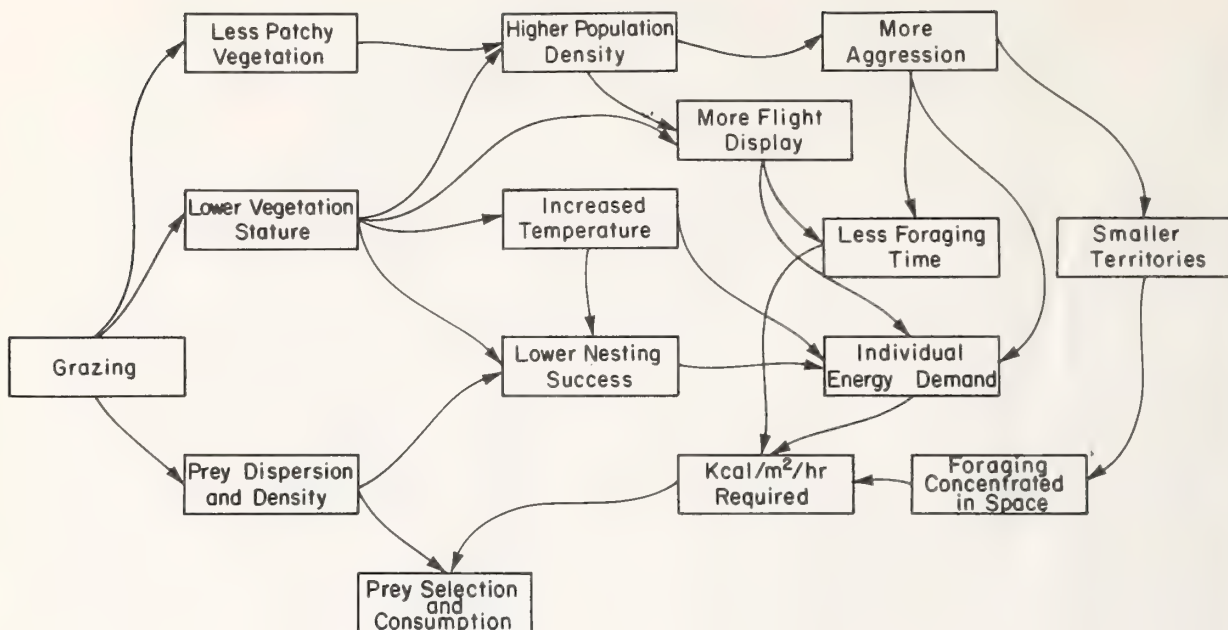 Less Patchy
Vegetation
Higher Population
Density
More
Aggression
More Flight
Display
Lower Vegetation
Stature
Increased
Temperature
Less Foraging
Time
Smaller
Territories
Grazing
Lower Nesting
Success
Individual
Energy Demand
Prey Dispersion
and Density
Kcal/m²/hr
Required
Foraging
Concentrated
in Space
Prey Selection
and
Consumption